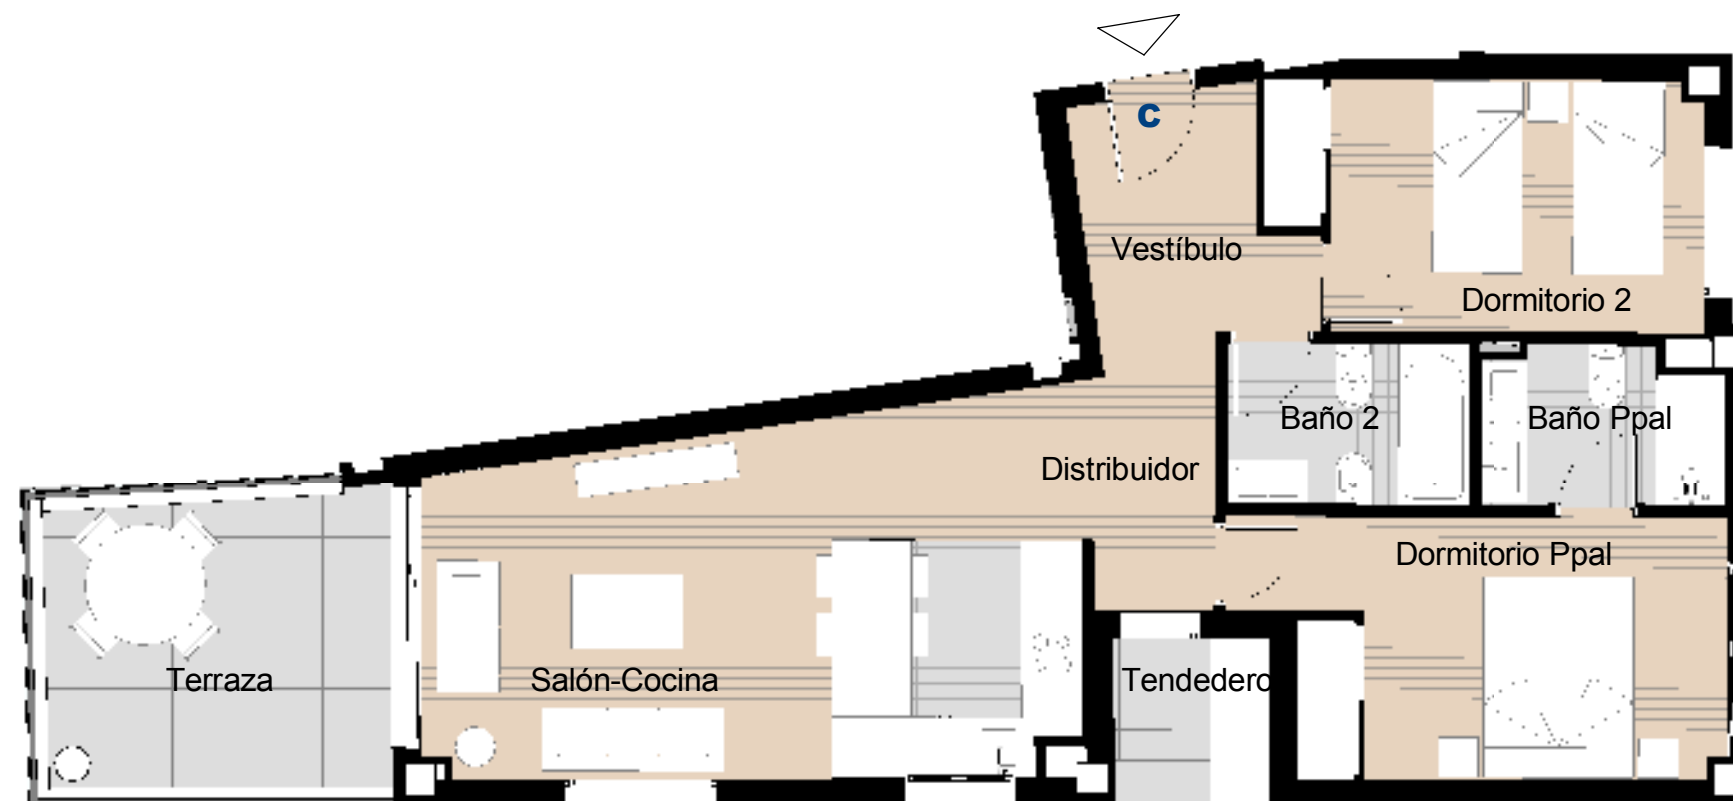 C
Vestíbulo
Dormitorio 2
Baño 2
Baño Ppal
Distribuidor
Dormitorio Ppal
Terraza
Salón-Cocina
Tendedero